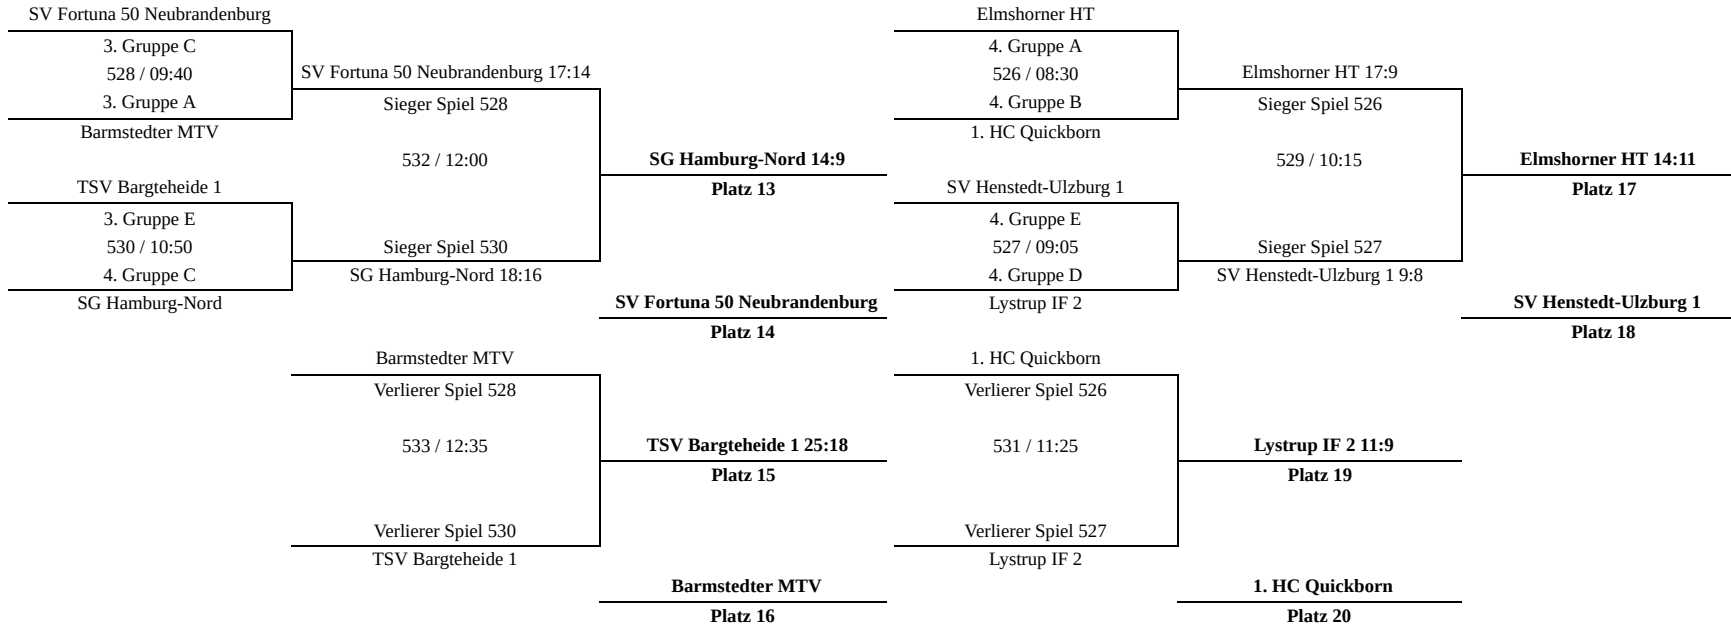 SV Fortuna 50 Neubrandenburg
3. Gruppe C
528 / 09:40
3. Gruppe A
Barmstedter MTV
TSV Bargteheide 1
3. Gruppe E
530 / 10:50
4. Gruppe C
SG Hamburg-Nord
SV Fortuna 50 Neubrandenburg 17:14
Sieger Spiel 528
532 / 12:00
Sieger Spiel 530
SG Hamburg-Nord 18:16
SG Hamburg-Nord 14:9
Platz 13
SV Fortuna 50 Neubrandenburg
Platz 14
Barmstedter MTV
Verlierer Spiel 528
533 / 12:35
Verlierer Spiel 530
TSV Bargteheide 1
TSV Bargteheide 1 25:18
Platz 15
Barmstedter MTV
Platz 16
Elmshorner HT
4. Gruppe A
526 / 08:30
4. Gruppe B
1. HC Quickborn
SV Henstedt-Ulzburg 1
4. Gruppe E
527 / 09:05
4. Gruppe D
Lystrup IF 2
Elmshorner HT 17:9
Sieger Spiel 526
529 / 10:15
Sieger Spiel 527
SV Henstedt-Ulzburg 1 9:8
Elmshorner HT 14:11
Platz 17
SV Henstedt-Ulzburg 1
Platz 18
1. HC Quickborn
Verlierer Spiel 526
531 / 11:25
Verlierer Spiel 527
Lystrup IF 2
Lystrup IF 2 11:9
Platz 19
1. HC Quickborn
Platz 20